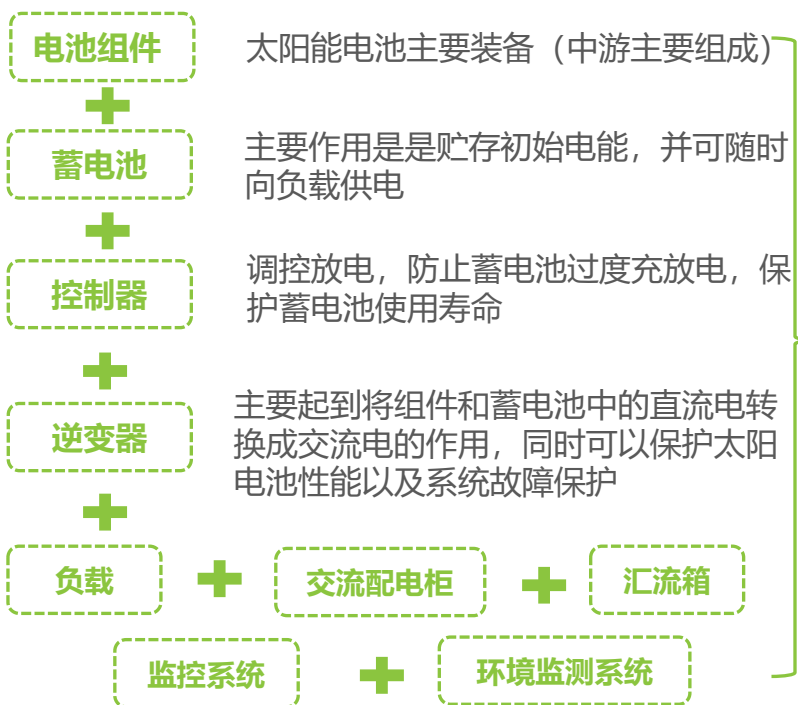 电池组件
太阳能电池主要装备（中游主要组成）
蓄电池
主要作用是是贮存初始电能，并可随时
向负载供电
控制器
调控放电，防止蓄电池过度充放电，保
护蓄电池使用寿命
逆变器
主要起到将组件和蓄电池中的直流电转
换成交流电的作用，同时可以保护太阳
电池性能以及系统故障保护
负载
交流配电柜
汇流箱
监控系统
环境监测系统